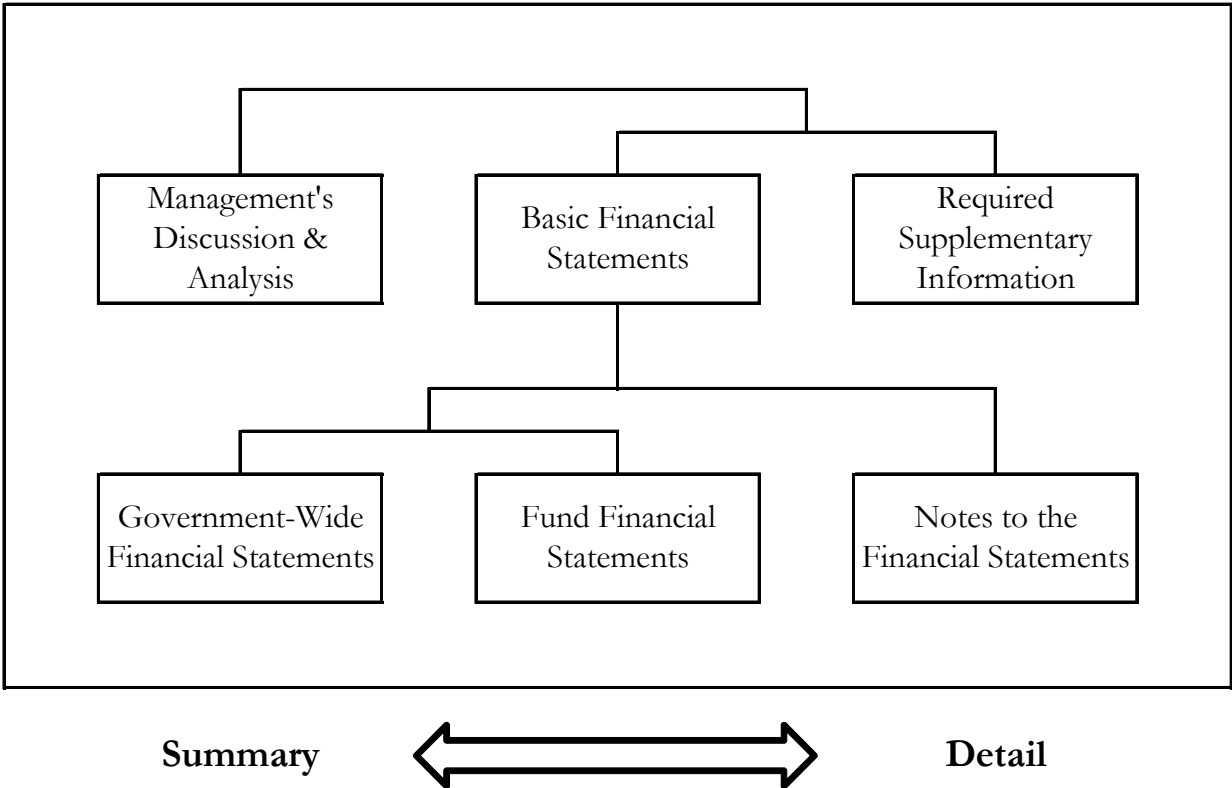 Management's
Discussion &
Analysis
Basic Financial
Statements
Required
Supplementary
Information
Government-Wide
Financial Statements
Fund Financial
Statements
Notes to the
Financial Statements
Summary
Detail